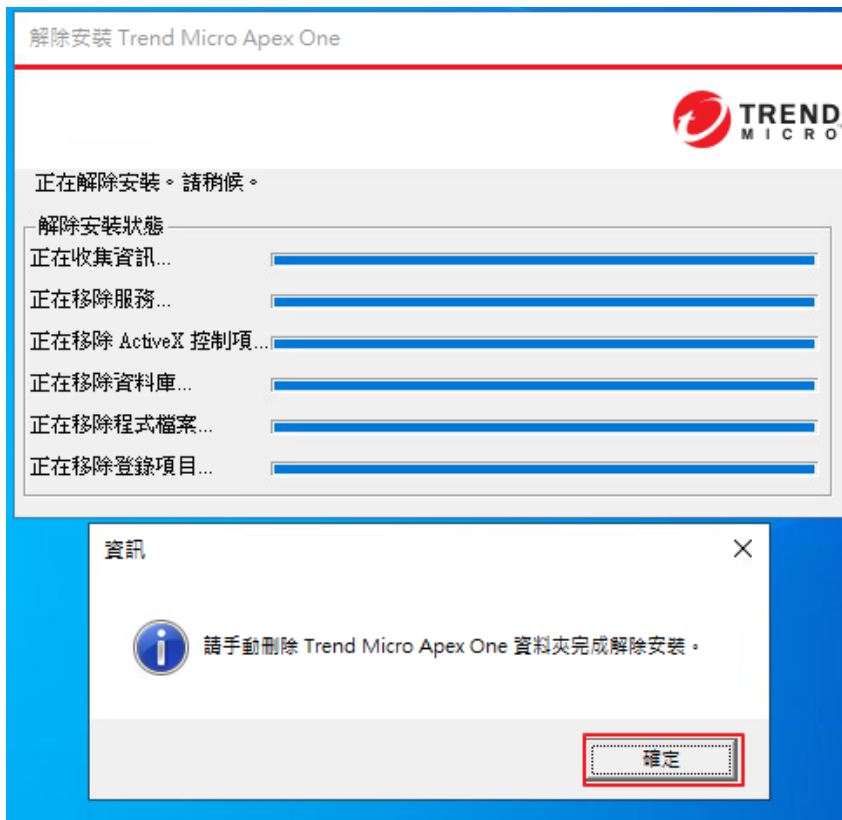 解除安裝 Trend Micro Apex One
TREND
MICRO
正在解除安裝。請稍候。
解除安裝狀態
正在收集資訊...
正在移除服務...
正在移除 ActiveX 控制項...
正在移除資料庫...
正在移除程式檔案...
正在移除登錄項目...
資訊
請手動刪除 Trend Micro Apex One 資料夾完成解除安裝。
確定